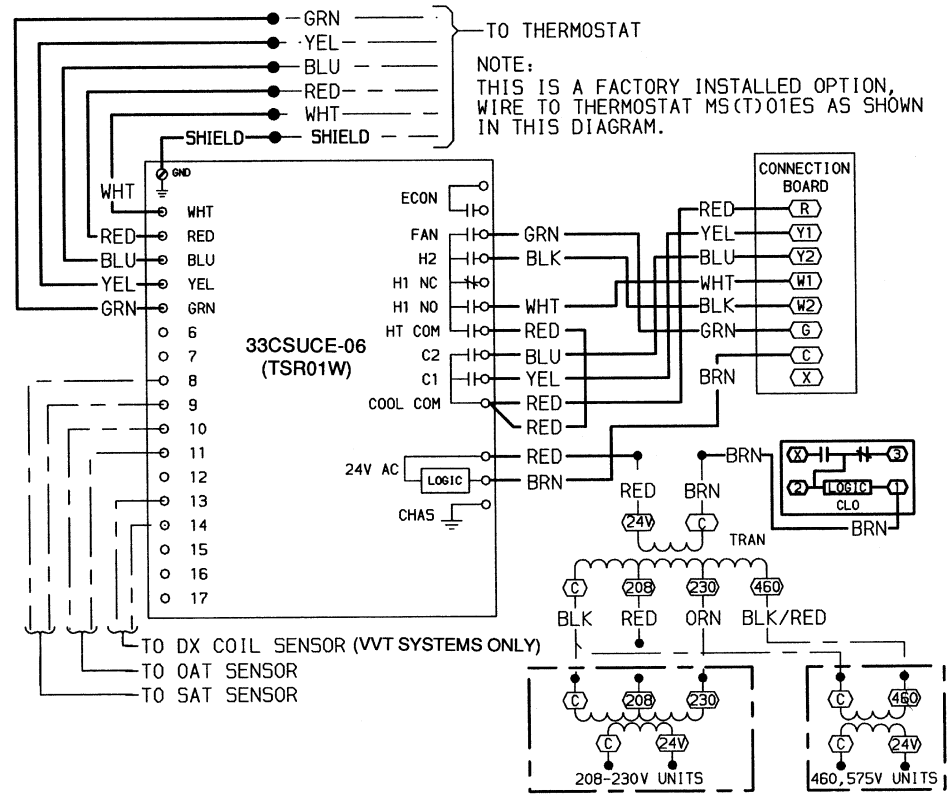 GRN
YEL
BLU
RED
WHT
SHIELD SHIELD
TO THERMOSTAT
NOTE:
THIS IS A FACTORY INSTALLED OPTION,
WIRE TO THERMOSTAT MS(T)01ES AS SHOWN
IN THIS DIAGRAM.
GND
WHT
RED
BLU
YEL
GRN
WHT
RED
BLU
YEL
GRN
6
7
8
9
10
11
12
13
14
15
16
17
33CSUCE-06
(TSR01W)
ECON
FAN
H2
H1 NC
H1 NO
HT COM
C2
C1
COOL COM
24V AC
LOGIC
CHAS
GRN
BLK
WHT
RED
BLU
YEL
RED
RED
RED
BRN
CONNECTION
BOARD
RED R
YEL Y1
BLU Y2
WHT W1
BLK W2
GRN G
C
BRN X
RED BRN
24V C
TRAN
BRN
X 3
2 LOGIC 1
CLO
BRN
C 208 230 460
BLK RED ORN BLK/RED
TO DX COIL SENSOR (VVT SYSTEMS ONLY)
TO OAT SENSOR
TO SAT SENSOR
C 208 230
C 24V
208-230V UNITS
C 460
C 24V
460,575V UNITS